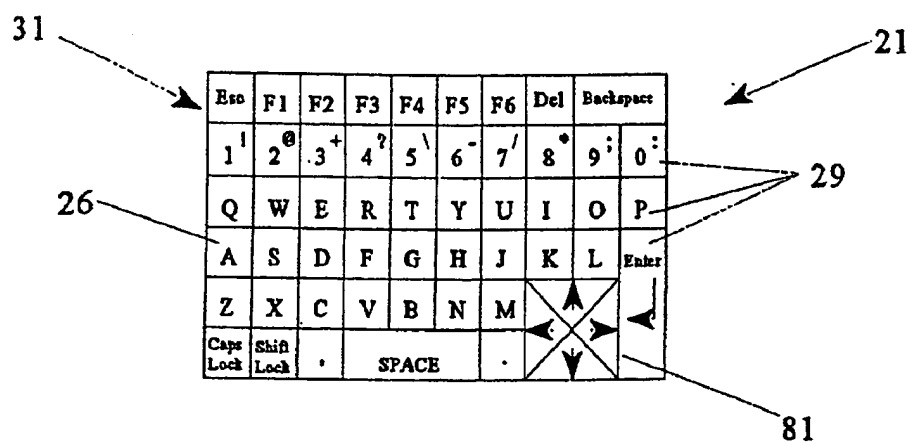 31
21
Esc F1 F2 F3 F4 F5 F6 Del Backspace
1 ! 2 @ 3 + 4 ? 5 \ 6 - 7 / 8 * 9 ; 0 :
29
Q W E R T Y U I O P
26
A S D F G H J K L Enter
Z X C V B N M
Caps Lock Shift Lock , SPACE .
81